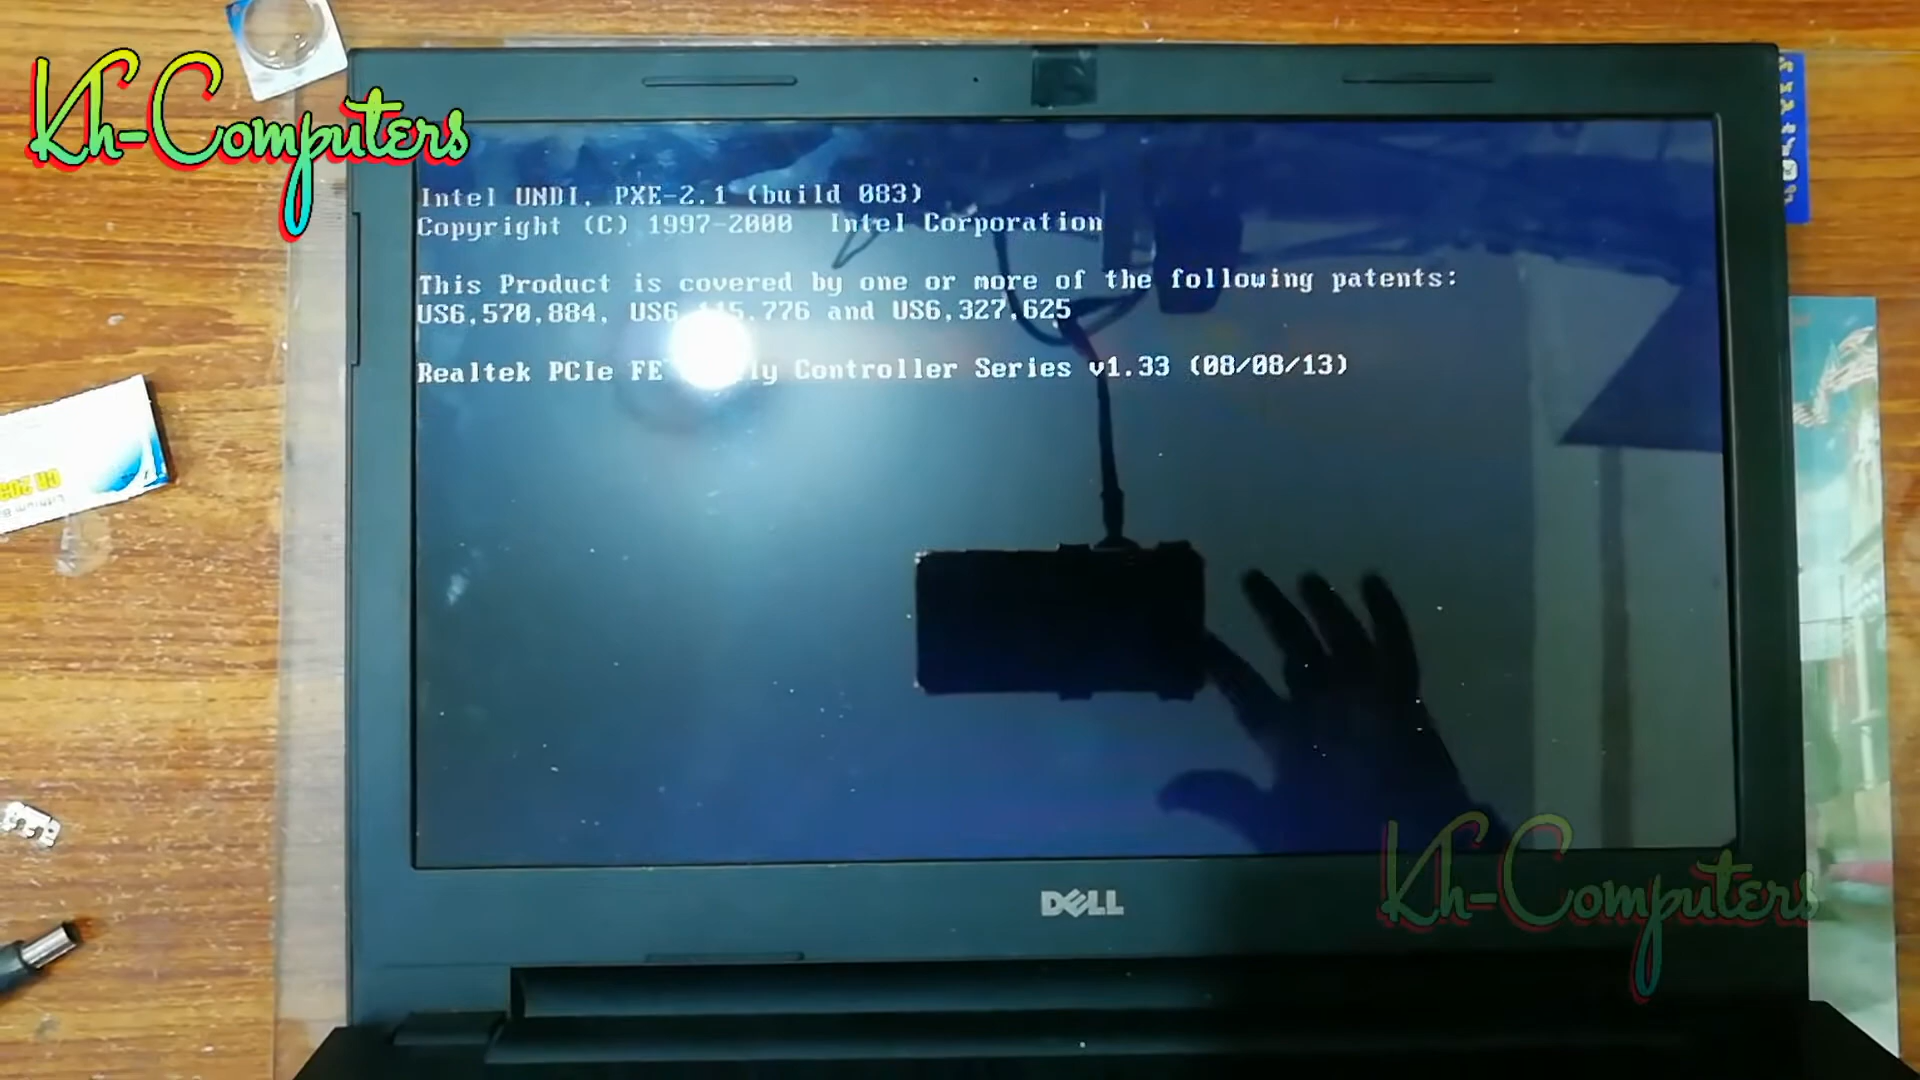 Kh-Computers
Intel UNDI, PXE-2.1 (build 083)
Copyright (C) 1997-2000 Intel Corporation
This Product is covered by one or more of the following patents:
US6,570,884, US6 115,776 and US6,327,625
Realtek PCIe FE ly Controller Series v1.33 (08/08/13)
DELL
Kh-Computers